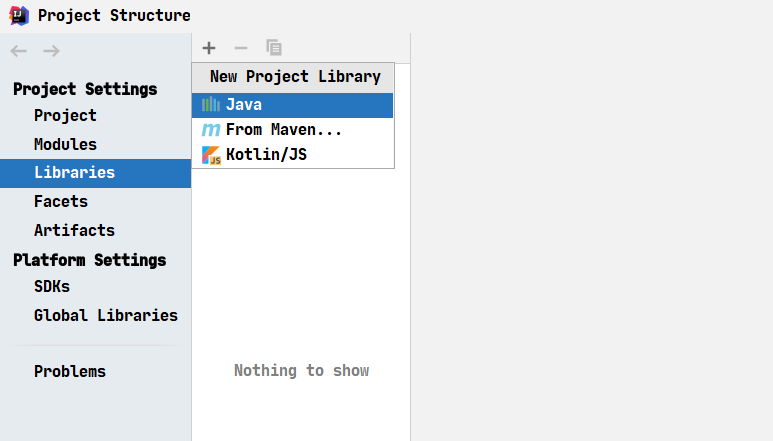 Project Structure
Project Settings
Project
Modules
Libraries
Facets
Artifacts
Platform Settings
SDKs
Global Libraries
Problems
New Project Library
Java
From Maven...
Kotlin/JS
Nothing to show